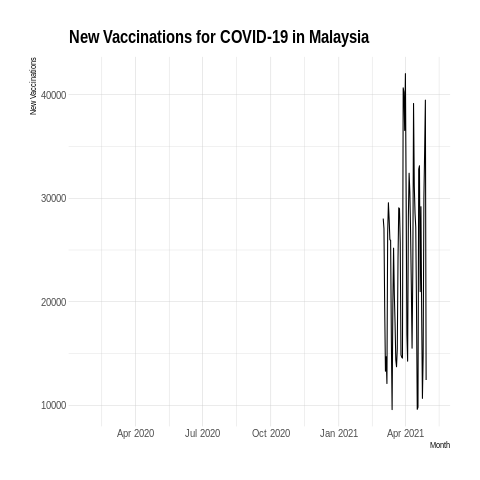 New Vaccinations for COVID-19 in Malaysia
New Vaccinations
40000
30000
20000
10000
Apr 2020 Jul 2020 Oct 2020 Jan 2021 Apr 2021
Month